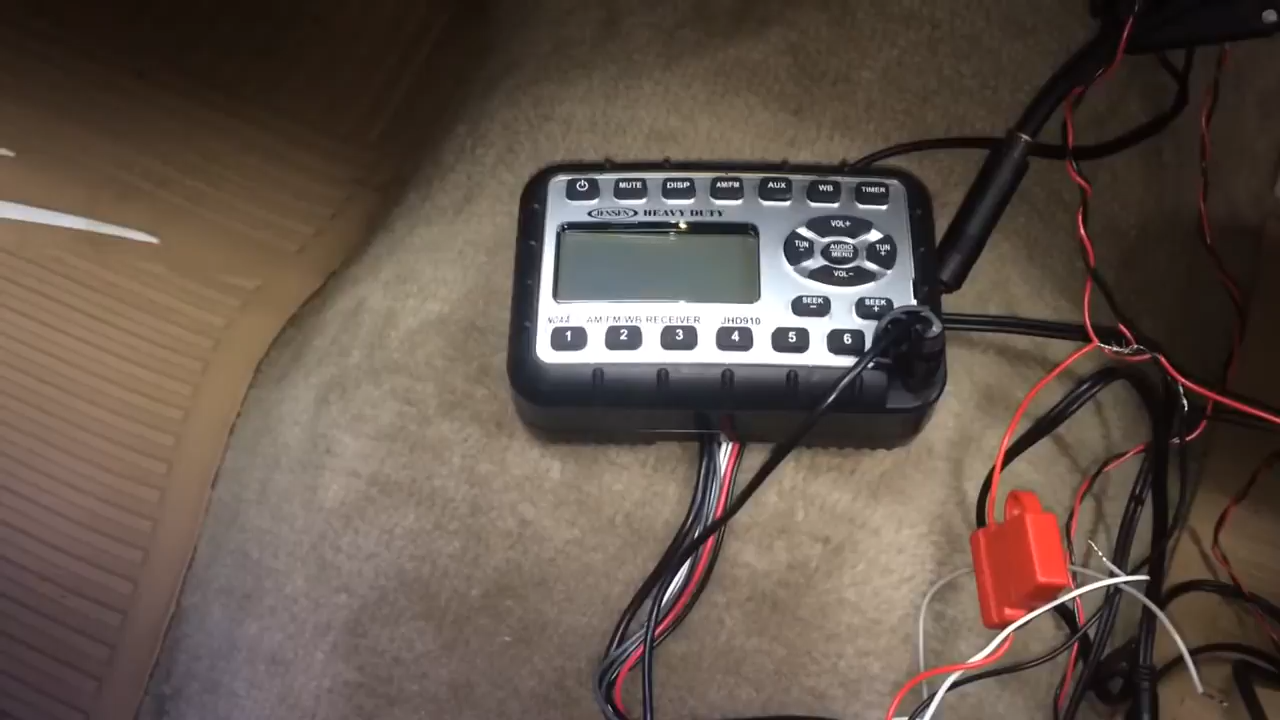 MUTE DISP AM/FM AUX WB TIMER
JENSEN HEAVY DUTY
VOL+
TUN - AUDIO MENU TUN +
VOL-
SEEK - SEEK +
NOAA AM/FM/WB RECEIVER JHD910
1 2 3 4 5 6